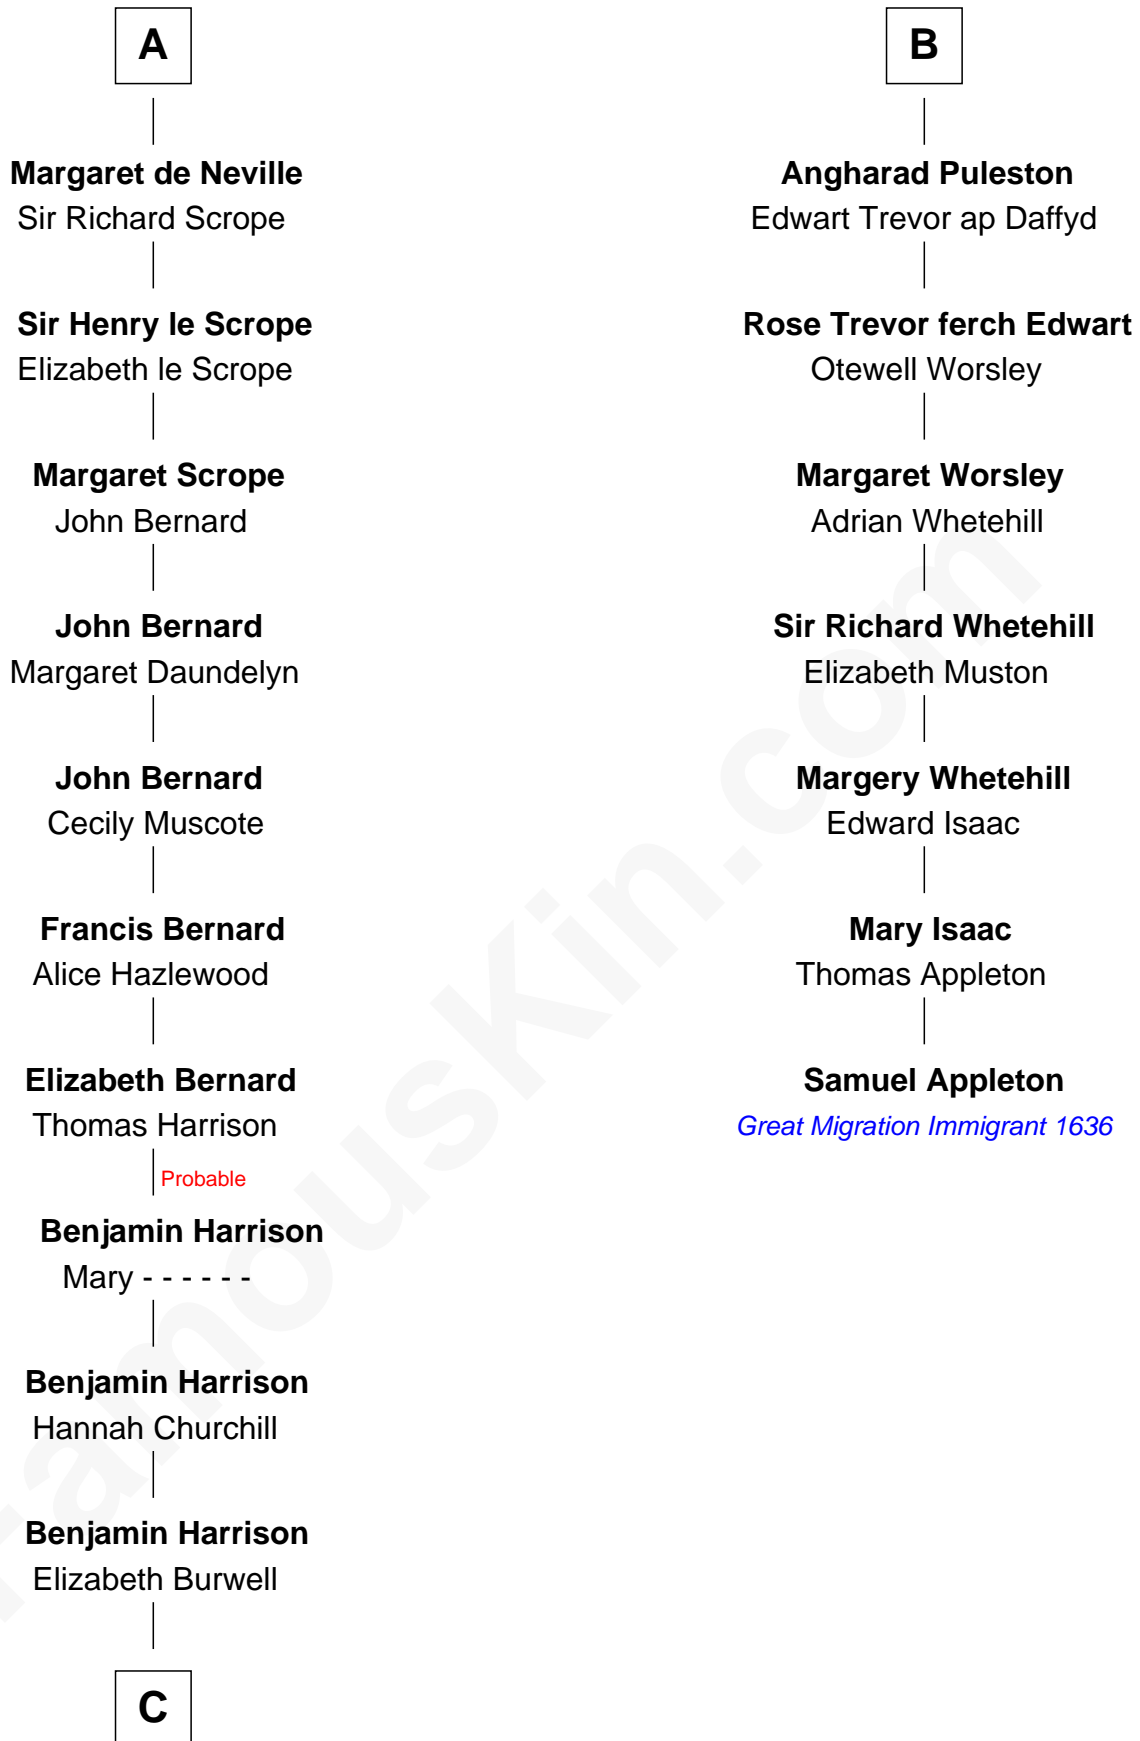 A
Margaret de Neville
Sir Richard Scrope
Sir Henry le Scrope
Elizabeth le Scrope
Margaret Scrope
John Bernard
John Bernard
Margaret Daundelyn
John Bernard
Cecily Muscote
Francis Bernard
Alice Hazlewood
Elizabeth Bernard
Thomas Harrison
Probable
Benjamin Harrison
Mary - - - - - -
Benjamin Harrison
Hannah Churchill
Benjamin Harrison
Elizabeth Burwell
C
B
Angharad Puleston
Edwart Trevor ap Daffyd
Rose Trevor ferch Edwart
Otewell Worsley
Margaret Worsley
Adrian Whetehill
Sir Richard Whetehill
Elizabeth Muston
Margery Whetehill
Edward Isaac
Mary Isaac
Thomas Appleton
Samuel Appleton
Great Migration Immigrant 1636
FamousKin.com